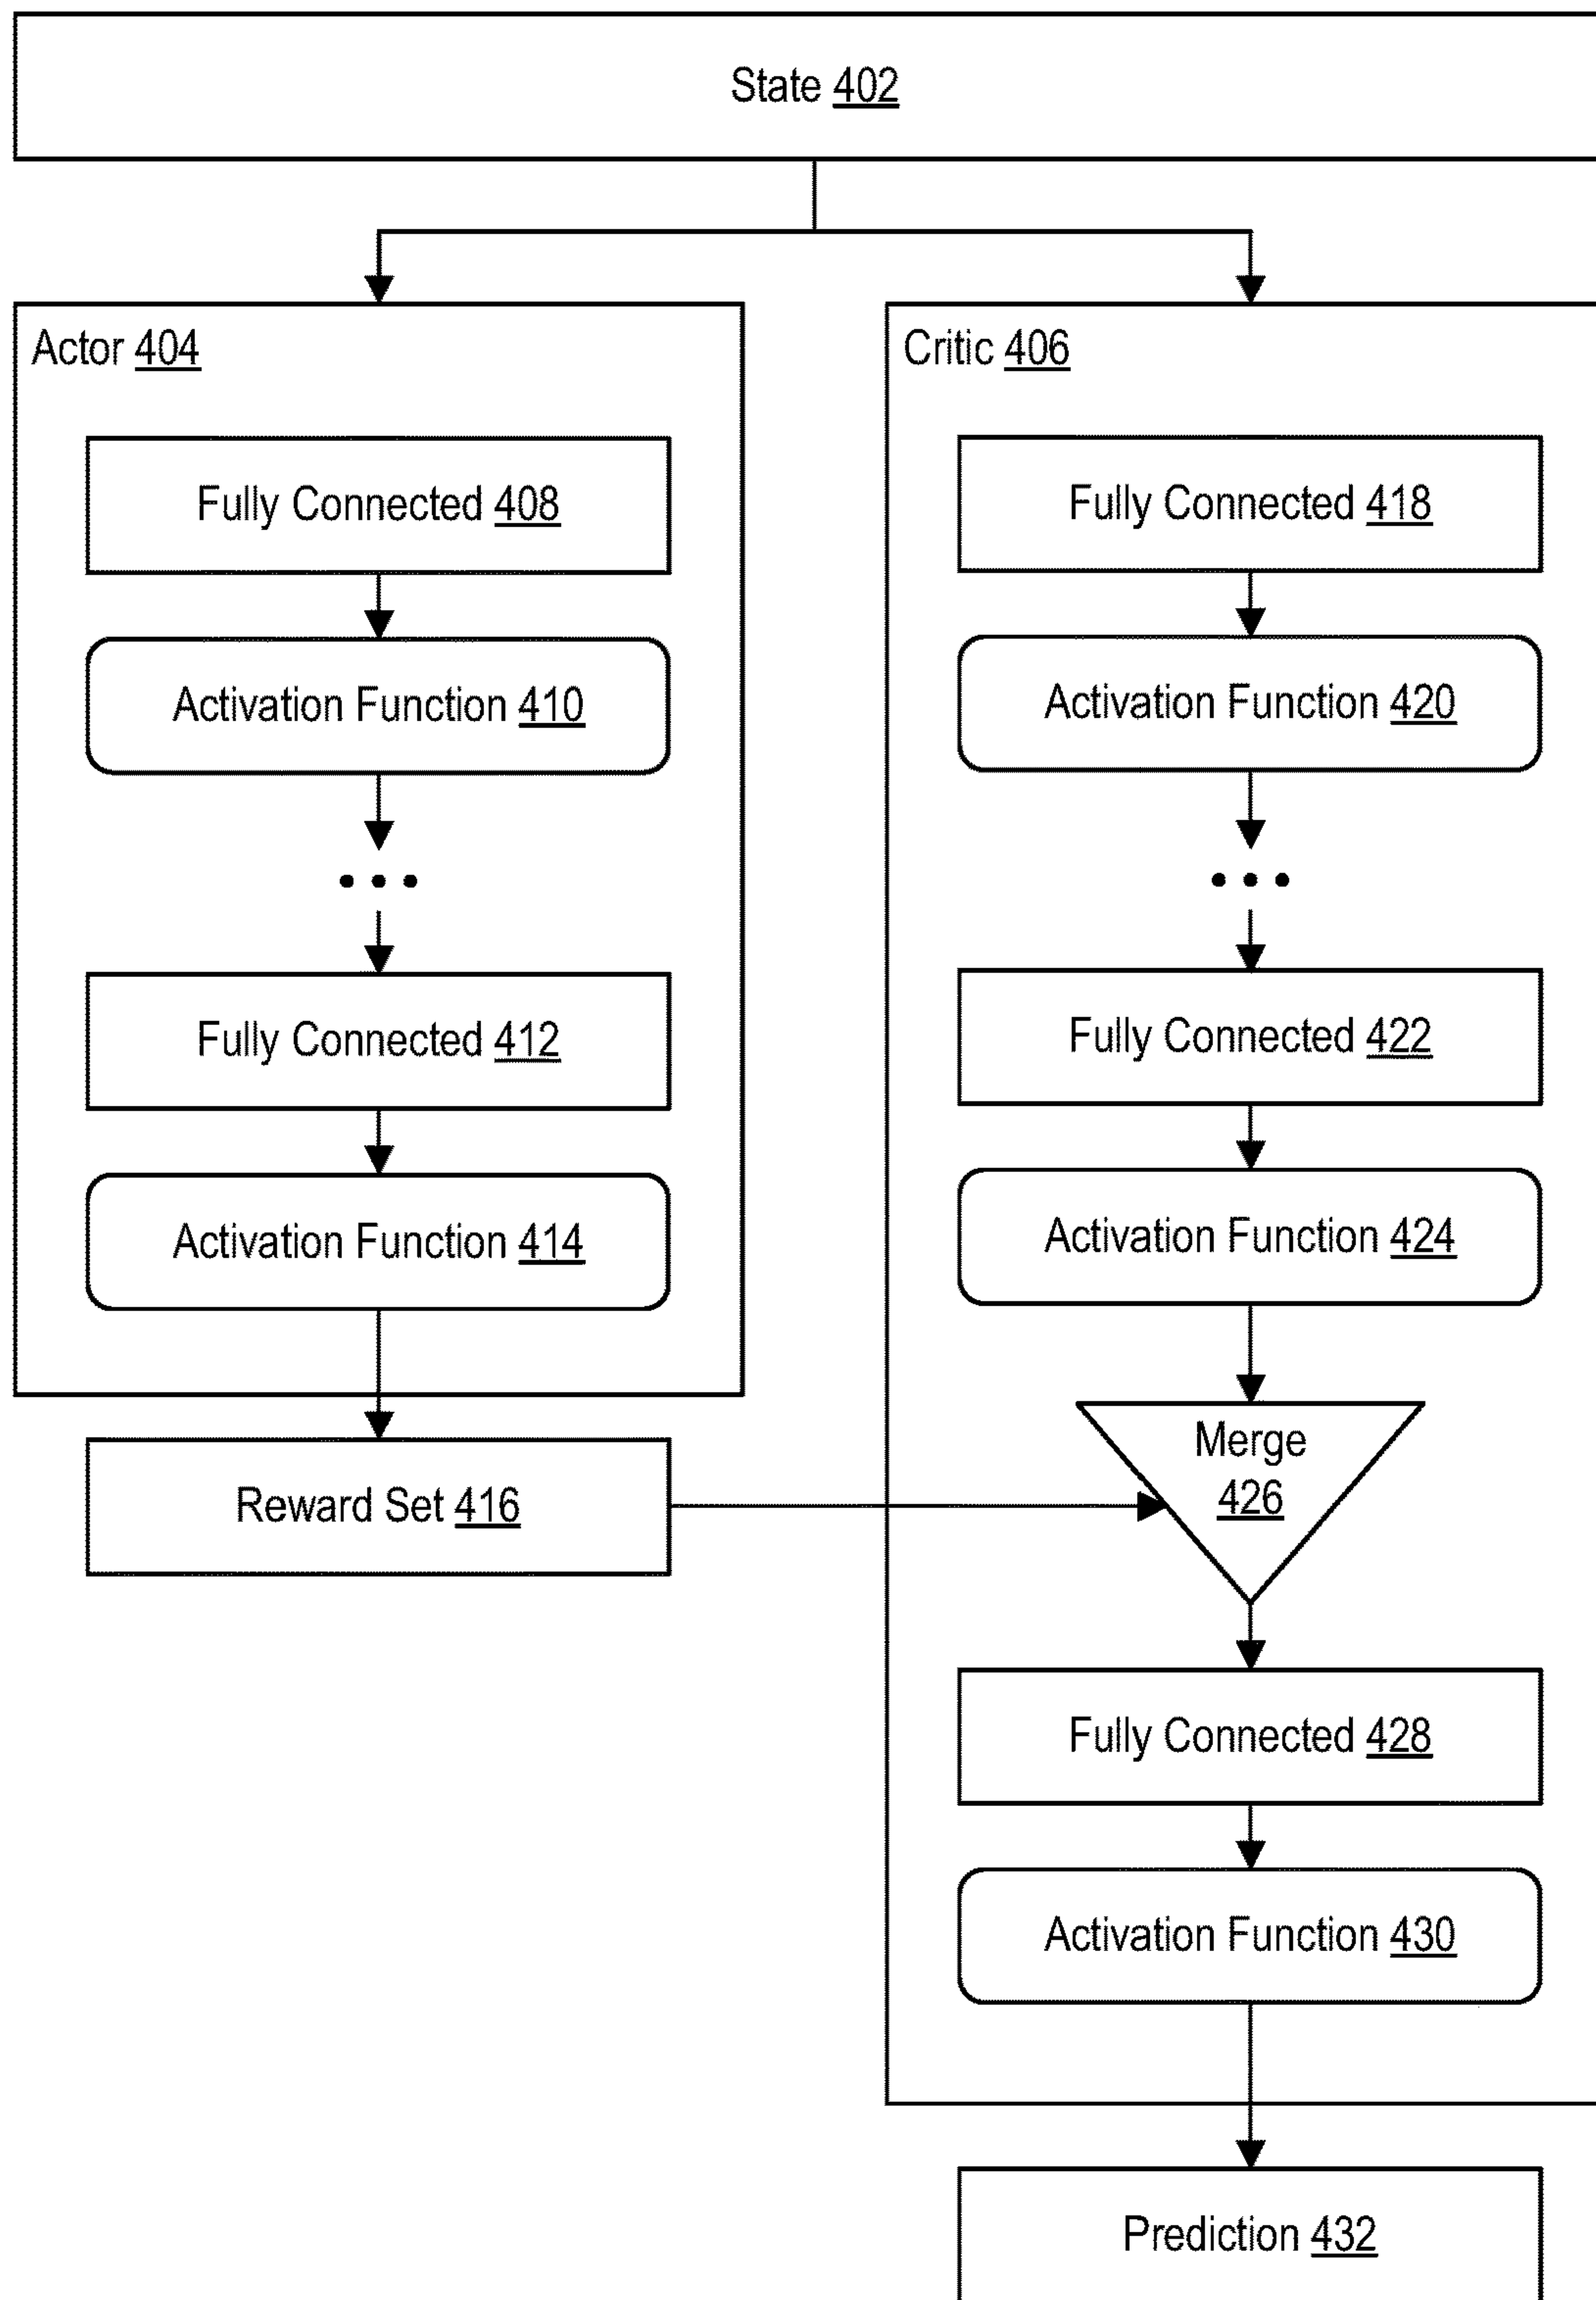 State 402
Actor 404
Fully Connected 408
Activation Function 410
• • •
Fully Connected 412
Activation Function 414
Reward Set 416
Critic 406
Fully Connected 418
Activation Function 420
• • •
Fully Connected 422
Activation Function 424
Merge
426
Fully Connected 428
Activation Function 430
Prediction 432